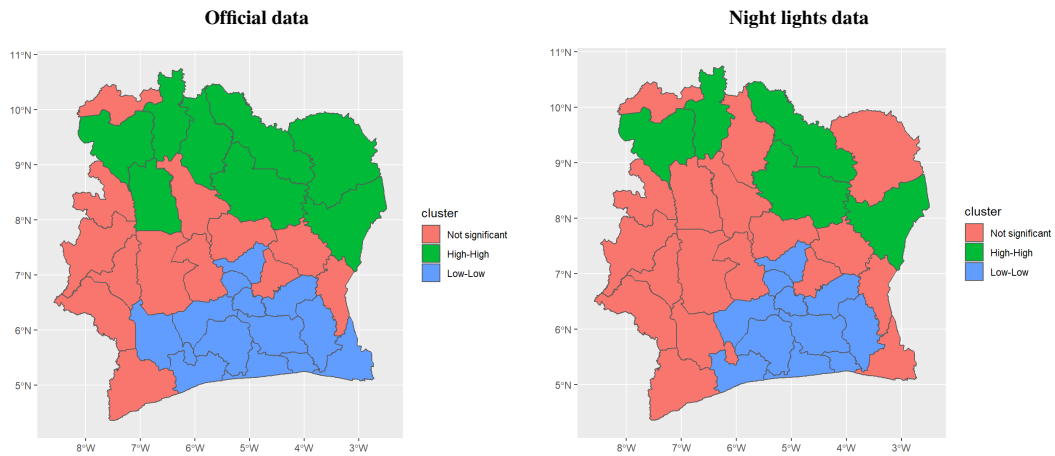 Official data
Night lights data
11°N
10°N
9°N
8°N
7°N
6°N
5°N
8°W 7°W 6°W 5°W 4°W 3°W
cluster
Not significant
High-High
Low-Low
11°N
10°N
9°N
8°N
7°N
6°N
5°N
8°W 7°W 6°W 5°W 4°W 3°W
cluster
Not significant
High-High
Low-Low